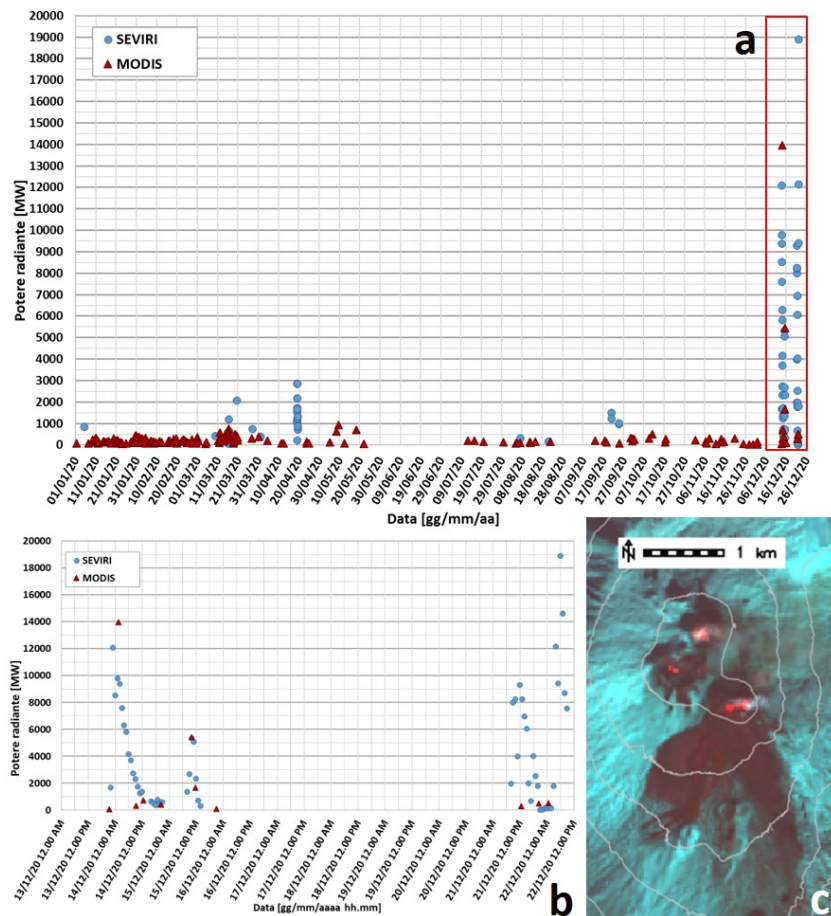 a
20000
19000
18000
17000
16000
15000
14000
13000
12000
11000
10000
9000
8000
7000
6000
5000
4000
3000
2000
1000
0
SEVIRI
MODIS
Potere radiante [MW]
01/01/20
11/01/20
21/01/20
31/01/20
10/02/20
20/02/20
01/03/20
11/03/20
21/03/20
31/03/20
10/04/20
20/04/20
30/04/20
10/05/20
20/05/20
30/05/20
09/06/20
19/06/20
29/06/20
09/07/20
19/07/20
29/07/20
08/08/20
18/08/20
28/08/20
07/09/20
17/09/20
27/09/20
07/10/20
17/10/20
27/10/20
06/11/20
16/11/20
26/11/20
06/12/20
16/12/20
26/12/20
Data [gg/mm/aa]
20000
18000
16000
14000
12000
10000
8000
6000
4000
2000
0
SEVIRI
MODIS
Potere radiante [MW]
13/12/20 12.00 AM
13/12/20 12.00 PM
14/12/20 12.00 AM
14/12/20 12.00 PM
15/12/20 12.00 AM
15/12/20 12.00 PM
16/12/20 12.00 AM
16/12/20 12.00 PM
17/12/20 12.00 AM
17/12/20 12.00 PM
18/12/20 12.00 AM
18/12/20 12.00 PM
19/12/20 12.00 AM
19/12/20 12.00 PM
20/12/20 12.00 AM
20/12/20 12.00 PM
21/12/20 12.00 AM
21/12/20 12.00 PM
22/12/20 12.00 AM
22/12/20 12.00 PM
Data [gg/mm/aaaa hh.mm]
b
N
1 km
c